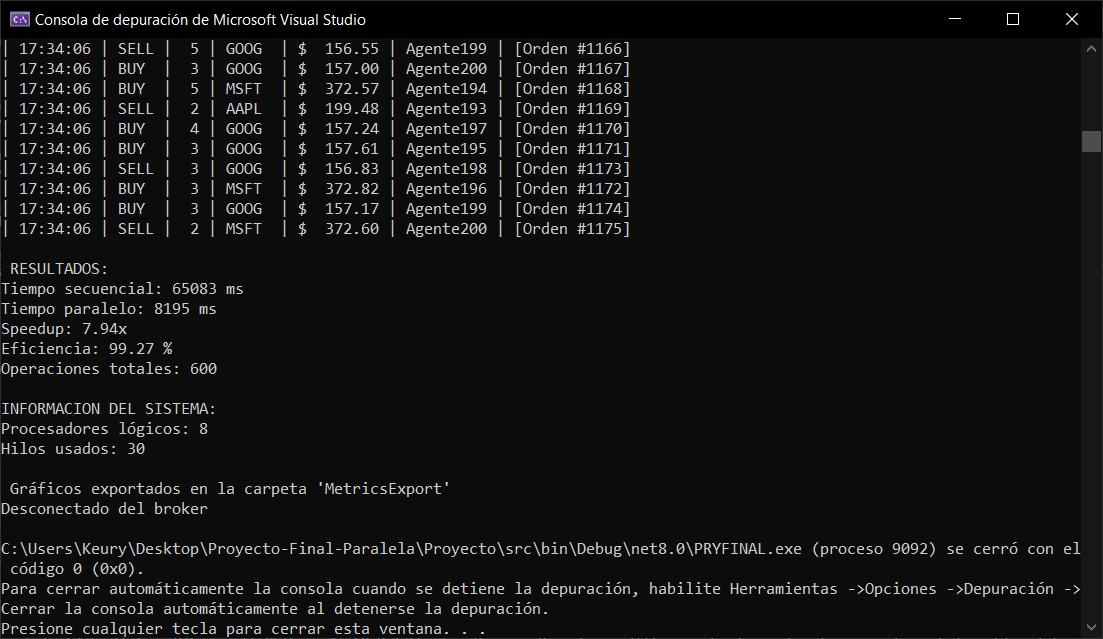 Consola de depuración de Microsoft Visual Studio
| 17:34:06 | SELL |  5 | GOOG  | $  156.55 | Agente199 | [Orden #1166]
| 17:34:06 | BUY  |  3 | GOOG  | $  157.00 | Agente200 | [Orden #1167]
| 17:34:06 | BUY  |  5 | MSFT  | $  372.57 | Agente194 | [Orden #1168]
| 17:34:06 | SELL |  2 | AAPL  | $  199.48 | Agente193 | [Orden #1169]
| 17:34:06 | BUY  |  4 | GOOG  | $  157.24 | Agente197 | [Orden #1170]
| 17:34:06 | BUY  |  3 | GOOG  | $  157.61 | Agente195 | [Orden #1171]
| 17:34:06 | SELL |  3 | GOOG  | $  156.83 | Agente198 | [Orden #1173]
| 17:34:06 | BUY  |  3 | MSFT  | $  372.82 | Agente196 | [Orden #1172]
| 17:34:06 | BUY  |  3 | GOOG  | $  157.17 | Agente199 | [Orden #1174]
| 17:34:06 | SELL |  2 | MSFT  | $  372.60 | Agente200 | [Orden #1175]
RESULTADOS:
Tiempo secuencial: 65083 ms
Tiempo paralelo: 8195 ms
Speedup: 7.94x
Eficiencia: 99.27 %
Operaciones totales: 600
INFORMACION DEL SISTEMA:
Procesadores lógicos: 8
Hilos usados: 30
Gráficos exportados en la carpeta 'MetricsExport'
Desconectado del broker
C:\Users\Keury\Desktop\Proyecto-Final-Paralela\Proyecto\src\bin\Debug\net8.0\PRYFINAL.exe (proceso 9092) se cerró con el
código 0 (0x0).
Para cerrar automáticamente la consola cuando se detiene la depuración, habilite Herramientas ->Opciones ->Depuración ->
Cerrar la consola automáticamente al detenerse la depuración.
Presione cualquier tecla para cerrar esta ventana. . .